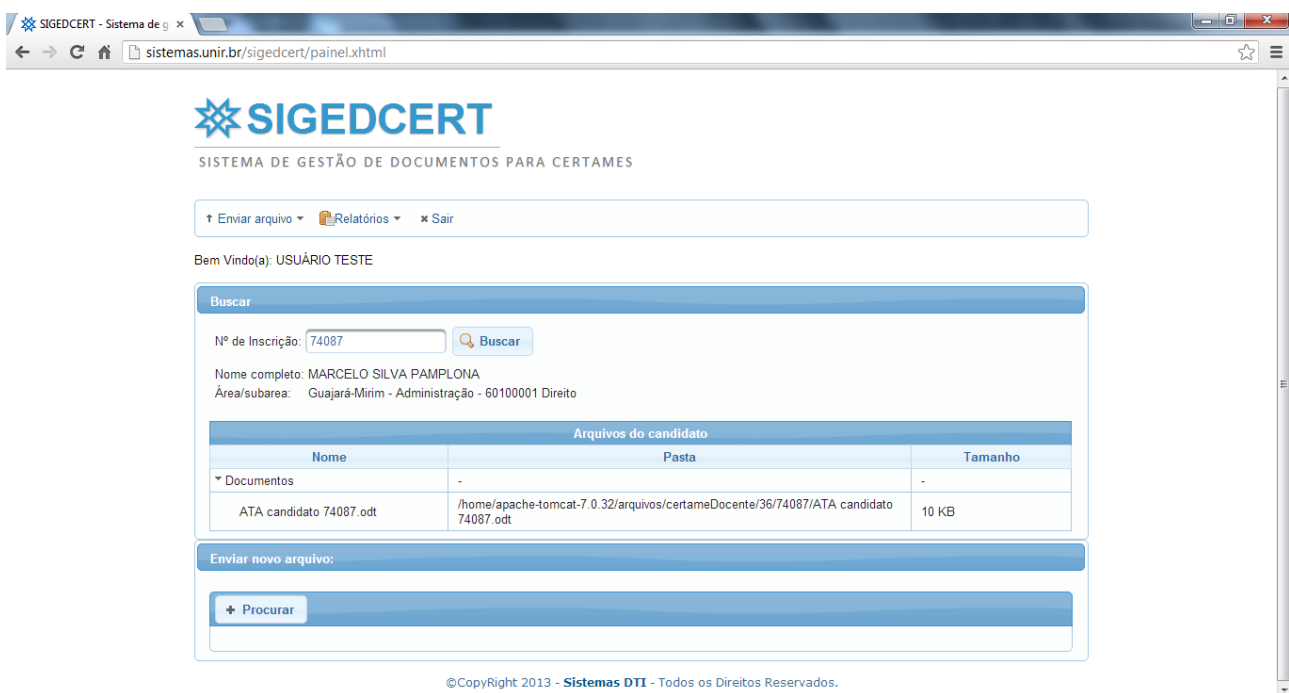 SIGEDCERT - Sistema de g
sistemas.unir.br/sigedcert/painel.xhtml
SIGEDCERT
SISTEMA DE GESTÃO DE DOCUMENTOS PARA CERTAMES
Enviar arquivo Relatórios Sair
Bem Vindo(a): USUÁRIO TESTE
Buscar
Nº de Inscrição: 74087 Buscar
Nome completo: MARCELO SILVA PAMPLONA
Área/subarea: Guajará-Mirim - Administração - 60100001 Direito
Arquivos do candidato
Nome Pasta Tamanho
Documentos - -
ATA candidato 74087.odt /home/apache-tomcat-7.0.32/arquivos/certameDocente/36/74087/ATA candidato 10 KB
74087.odt
Enviar novo arquivo:
+ Procurar
©CopyRight 2013 - Sistemas DTI - Todos os Direitos Reservados.